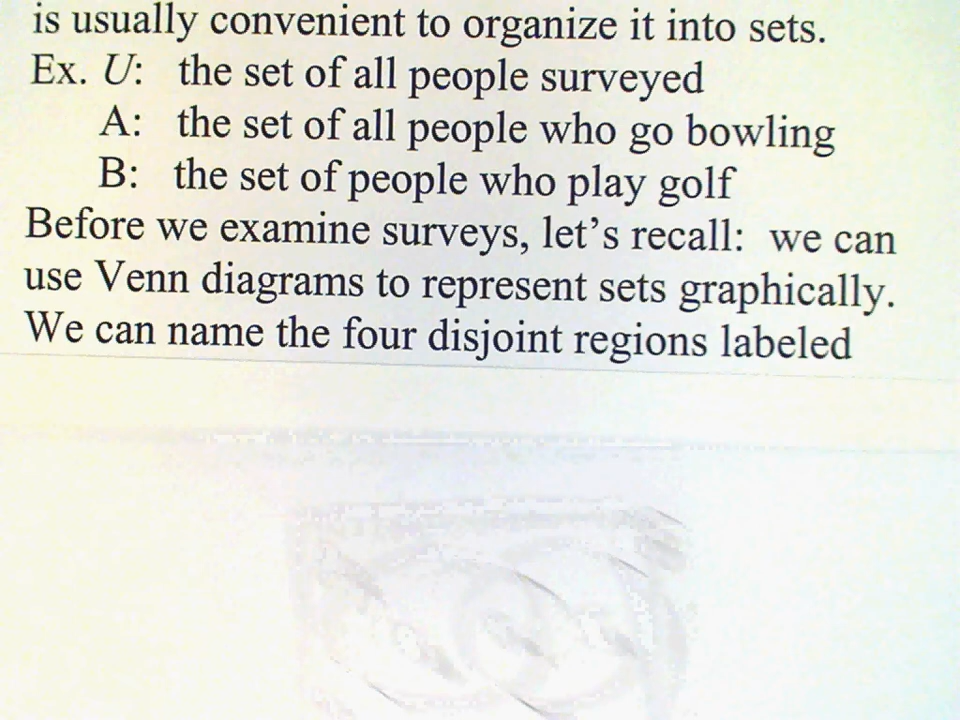 is usually convenient to organize it into sets.
Ex. U: the set of all people surveyed
A: the set of all people who go bowling
B: the set of people who play golf
Before we examine surveys, let’s recall: we can
use Venn diagrams to represent sets graphically.
We can name the four disjoint regions labeled